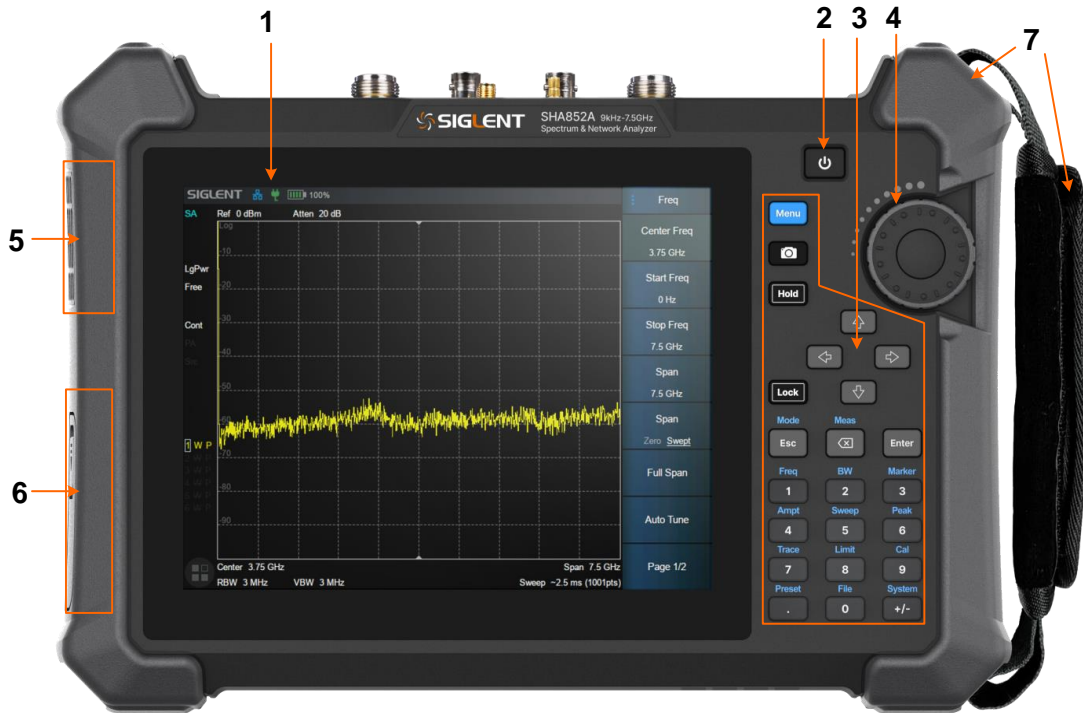 1
2
3
4
7
SIGLENT
SHA852A 9kHz-7.5GHz
Spectrum & Network Analyzer
SIGLENT 100%
SA
Ref 0 dBm Atten 20 dB
Log
-10
LgPwr
Free
-20
Cont
-30
PA
-40
-50
-60
1 W P
-70
-80
-90
Center 3.75 GHz Span 7.5 GHz
RBW 3 MHz VBW 3 MHz Sweep ~2.5 ms (1001pts)
Freq
Center Freq
3.75 GHz
Start Freq
0 Hz
Stop Freq
7.5 GHz
Span
7.5 GHz
Span
Zero Swept
Full Span
Auto Tune
Page 1/2
Menu
Hold
Lock
Mode Meas
Esc Enter
Freq BW Marker
1 2 3
Ampt Sweep Peak
4 5 6
Trace Limit Cal
7 8 9
Preset File System
. 0 +/-
5
6